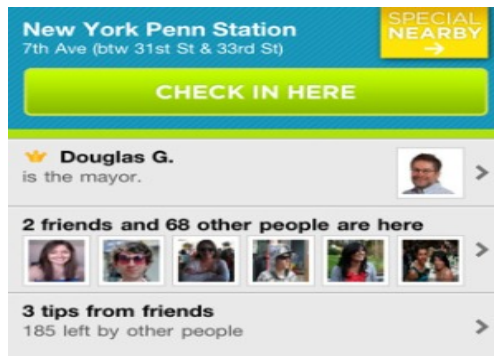 New York Penn Station
7th Ave (btw 31st St & 33rd St)
SPECIAL
NEARBY
CHECK IN HERE
Douglas G.
is the mayor.
2 friends and 68 other people are here
3 tips from friends
185 left by other people